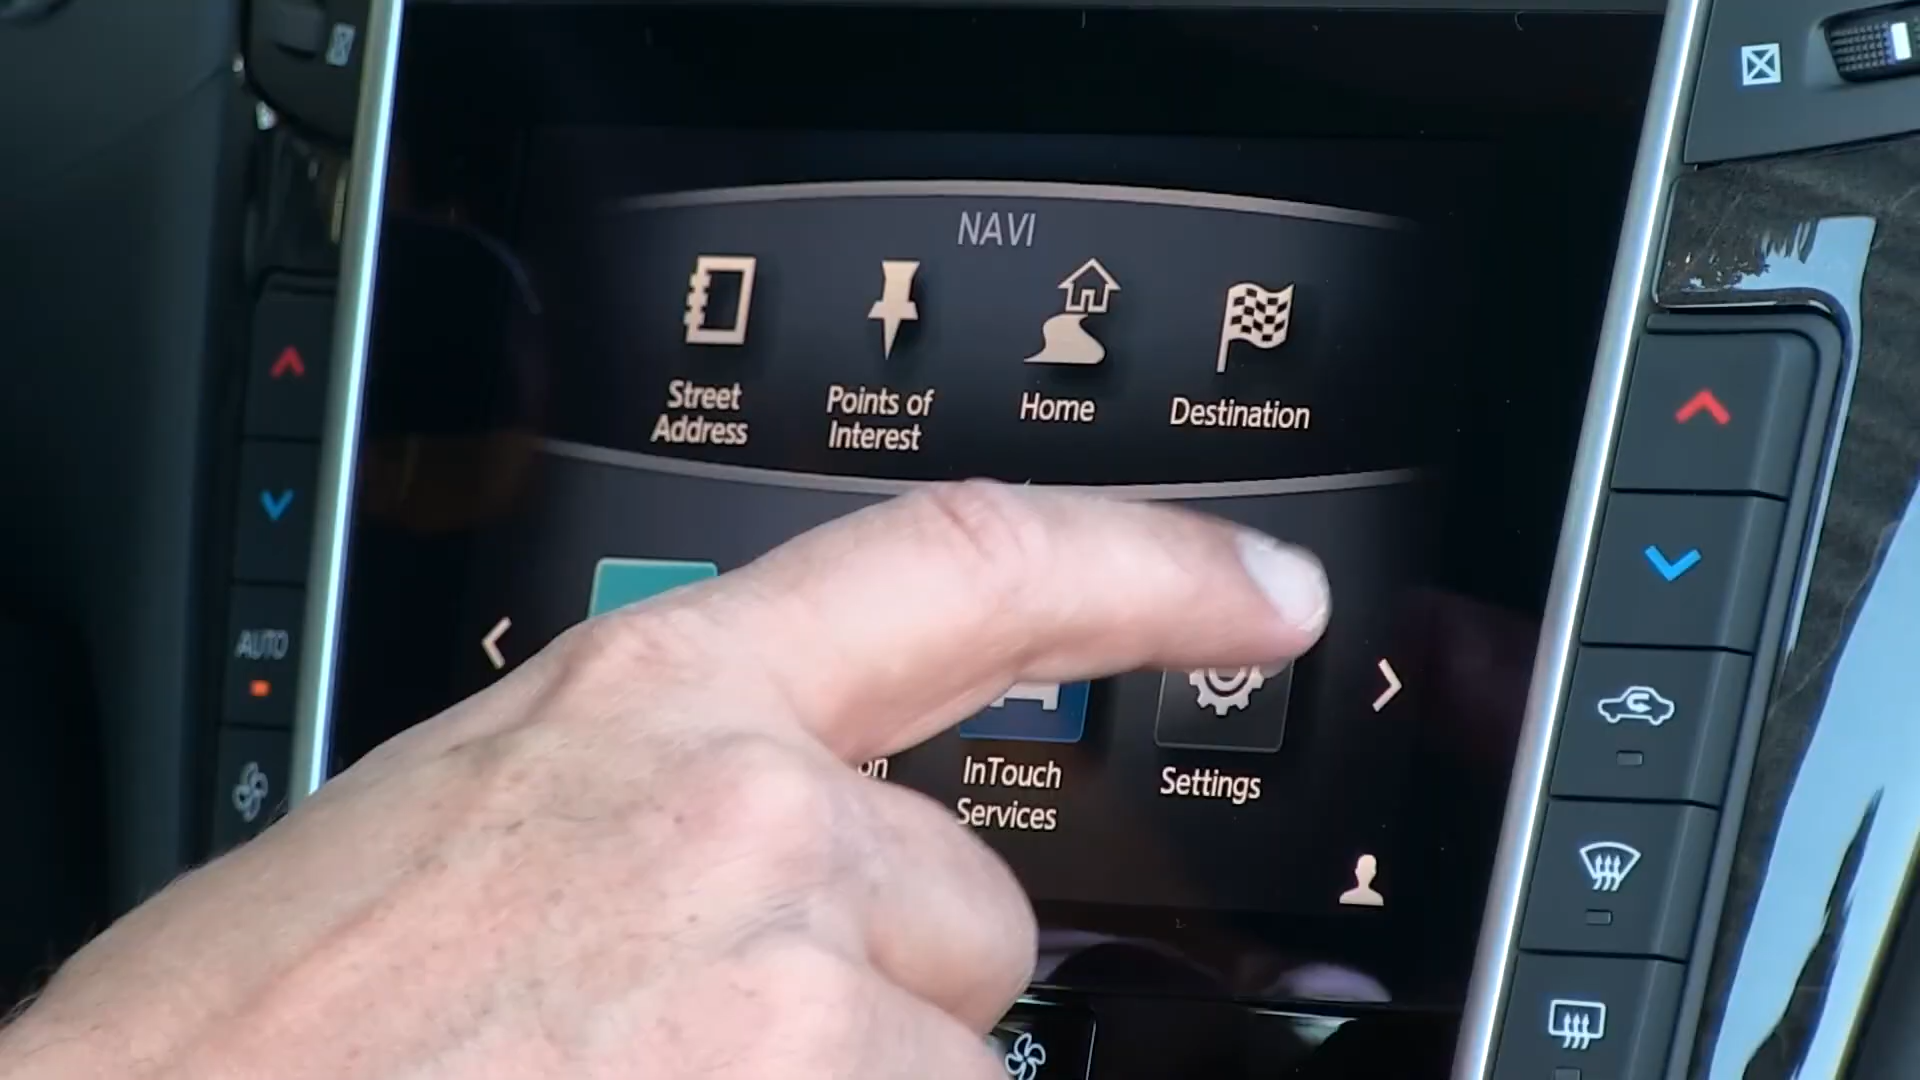 NAVI
Street
Address
Points of
Interest
Home
Destination
AUTO
InTouch
Services
Settings